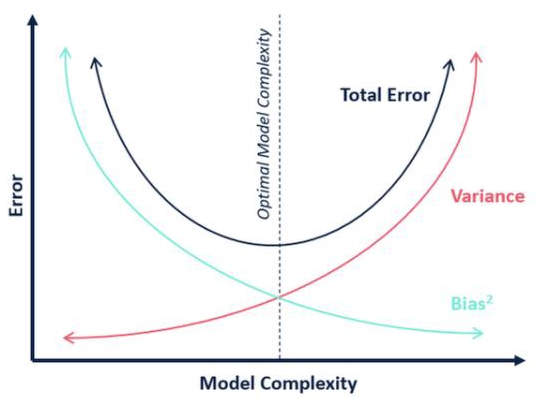 Optimal Model Complexity
Total Error
Error
Variance
Bias²
Model Complexity